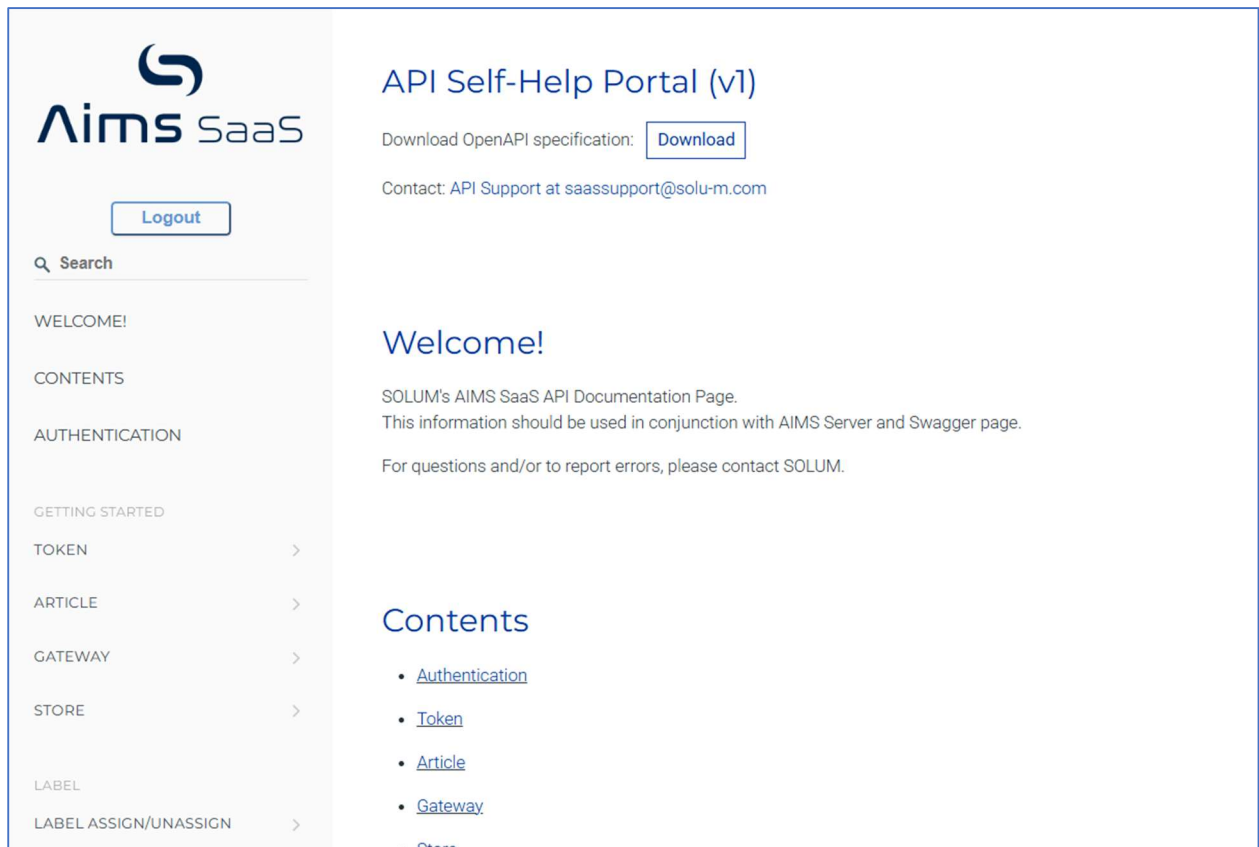 Aims SaaS
Logout
Search
WELCOME!
CONTENTS
AUTHENTICATION
GETTING STARTED
TOKEN
ARTICLE
GATEWAY
STORE
LABEL
LABEL ASSIGN/UNASSIGN
API Self-Help Portal (v1)
Download OpenAPI specification: Download
Contact: API Support at saassupport@solu-m.com
Welcome!
SOLUM's AIMS SaaS API Documentation Page.
This information should be used in conjunction with AIMS Server and Swagger page.
For questions and/or to report errors, please contact SOLUM.
Contents
Authentication
Token
Article
Gateway
Store